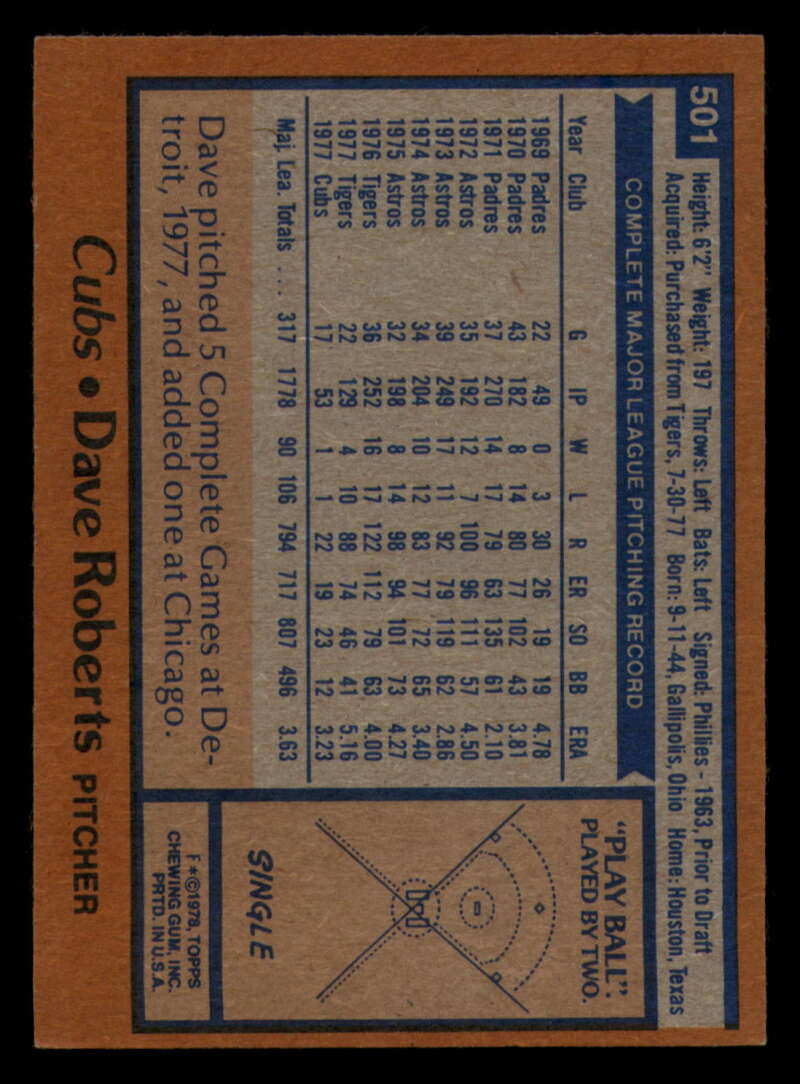 501
Height: 6'2" Weight: 197 Throws: Left Bats: Left Signed: Phillies - 1963, Prior to Draft
Acquired: Purchased from Tigers, 7-30-77 Born: 9-11-44, Gallipolis, Ohio Home: Houston, Texas
COMPLETE MAJOR LEAGUE PITCHING RECORD
Year Club G IP W L R ER SO BB ERA
1969 Padres 22 49 0 3 30 26 19 19 4.78
1970 Padres 43 182 8 14 80 77 102 43 3.81
1971 Padres 37 270 14 17 79 63 135 61 2.10
1972 Astros 35 192 12 7 100 96 111 57 4.50
1973 Astros 39 249 17 11 92 79 119 62 2.86
1974 Astros 34 204 10 12 83 77 72 65 3.40
1975 Astros 32 198 8 14 98 94 101 73 4.27
1976 Tigers 36 252 16 17 122 112 79 63 4.00
1977 Tigers 22 129 4 10 88 74 46 41 5.16
1977 Cubs 17 53 1 1 22 19 23 12 3.23
Maj. Lea. Totals ... 317 1778 90 106 794 717 807 496 3.63
Dave pitched 5 Complete Games at De-
troit, 1977, and added one at Chicago.
"PLAY BALL":
PLAYED BY TWO.
SINGLE
F*©1978, TOPPS
CHEWING GUM, INC.
PRTD. IN U.S.A.
Cubs • Dave Roberts PITCHER